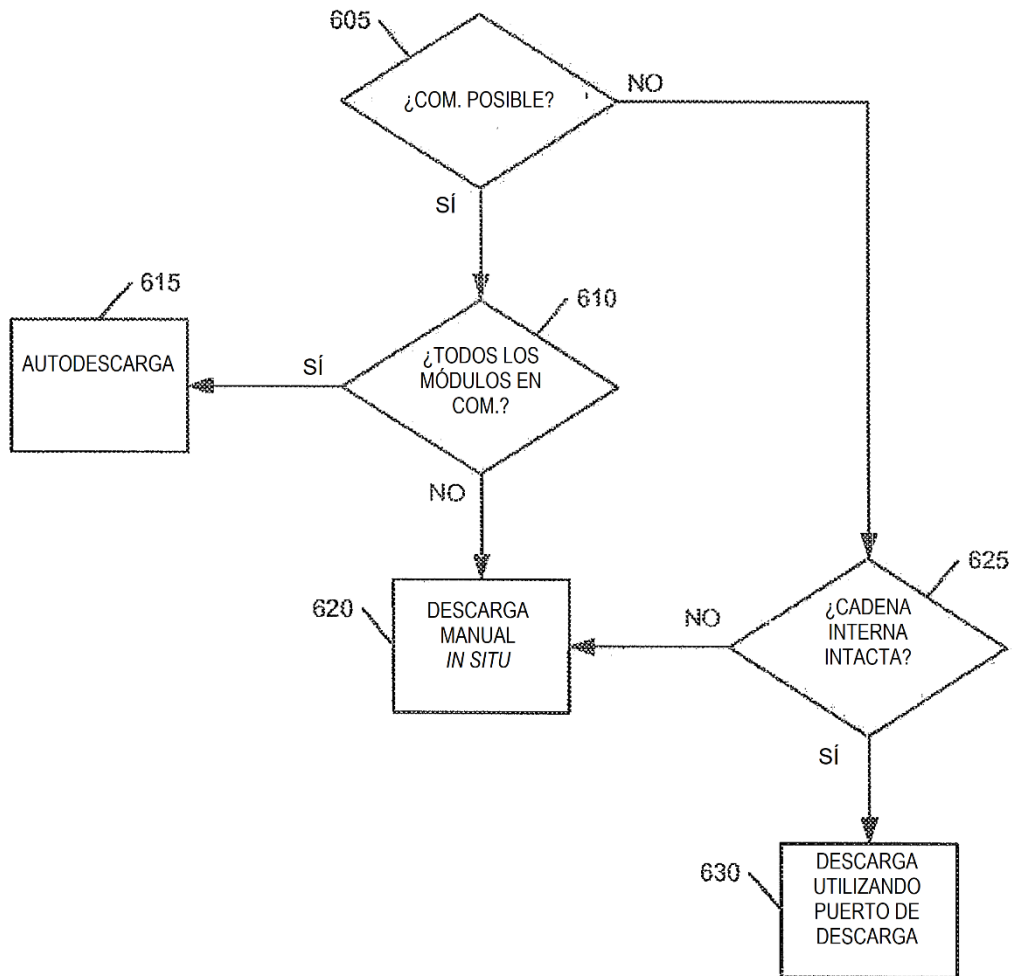 605
¿COM. POSIBLE?
NO
SÍ
615
610
AUTODESCARGA
SÍ
¿TODOS LOS
MÓDULOS EN
COM.?
NO
625
620
DESCARGA
MANUAL
IN SITU
NO
¿CADENA
INTERNA
INTACTA?
SÍ
630
DESCARGA
UTILIZANDO
PUERTO DE
DESCARGA